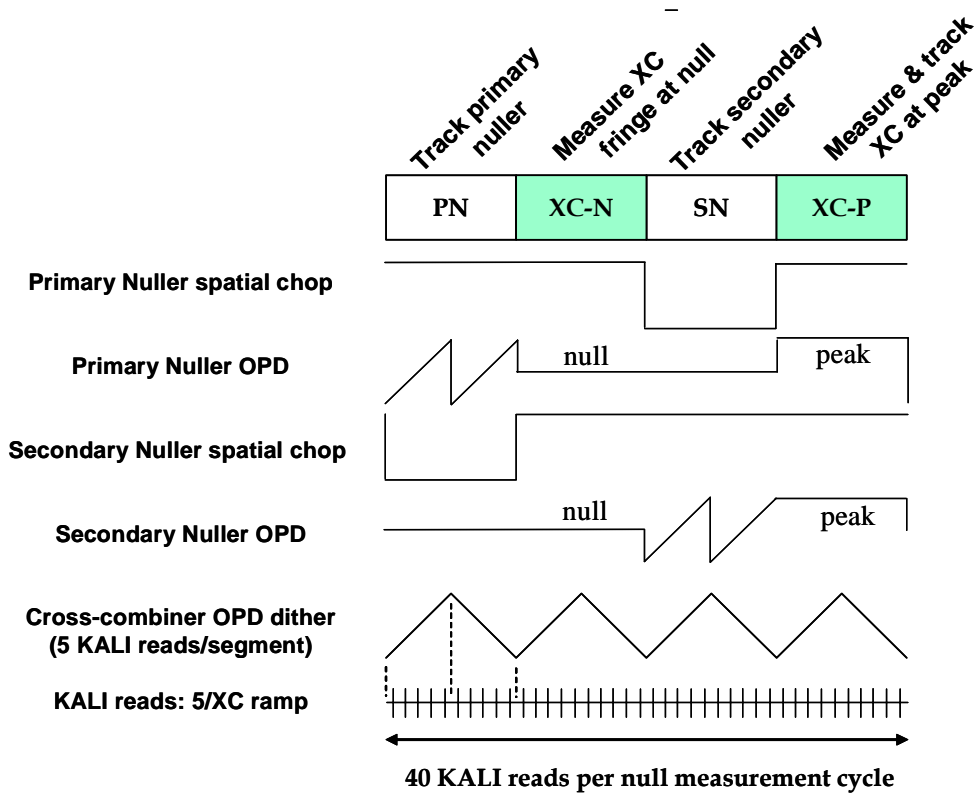 Track primary
nuller
Measure XC
fringe at null
Track secondary
nuller
Measure & track
XC at peak
PN
XC-N
SN
XC-P
Primary Nuller spatial chop
Primary Nuller OPD
null
peak
Secondary Nuller spatial chop
Secondary Nuller OPD
null
peak
Cross-combiner OPD dither
(5 KALI reads/segment)
KALI reads: 5/XC ramp
40 KALI reads per null measurement cycle